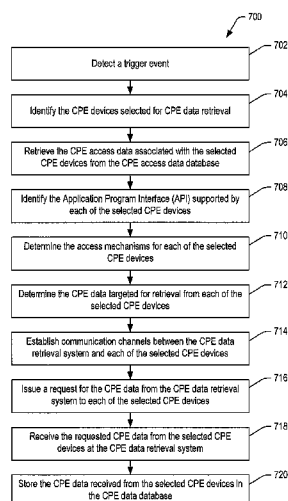 700
702
Detect a trigger event
704
Identify the CPE devices selected for CPE data retrieval
706
Retrieve the CPE access data associated with the selected
CPE devices from the CPE access data database
708
Identify the Application Program Interface (API) supported by
each of the selected CPE devices
710
Determine the access mechanisms for each of the selected
CPE devices
712
Determine the CPE data targeted for retrieval from each of the
selected CPE devices
714
Establish communication channels between the CPE data
retrieval system and each of the selected CPE devices
716
Issue a request for the CPE data from the CPE data retrieval
system to each of the selected CPE devices
718
Receive the requested CPE data from the selected CPE
devices at the CPE data retrieval system
720
Store the CPE data received from the selected CPE devices in
the CPE data database